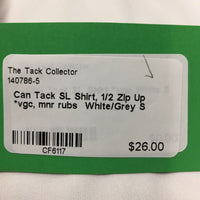 The Tack Collector
140786-5
Can Tack SL Shirt, 1/2 Zip Up
*vgc, mnr rubs White/Grey S
CF6117
$26.00